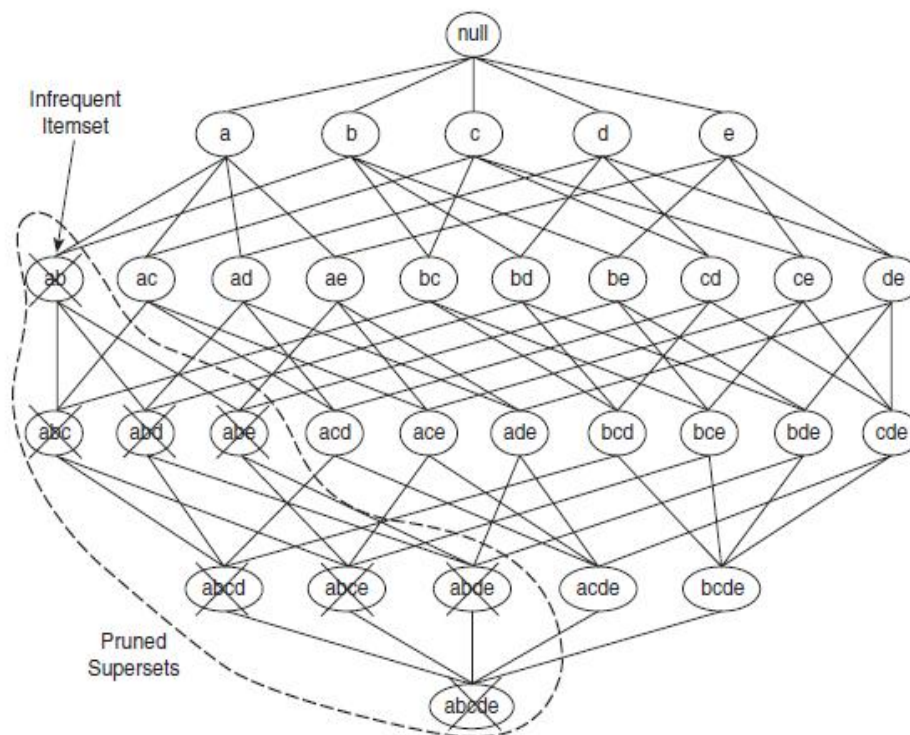 null
Infrequent
Itemset
a
b
c
d
e
ab
ac
ad
ae
bc
bd
be
cd
ce
de
abc
abd
abe
acd
ace
ade
bcd
bce
bde
cde
abcd
abce
abde
acde
bcde
Pruned
Supersets
abcde